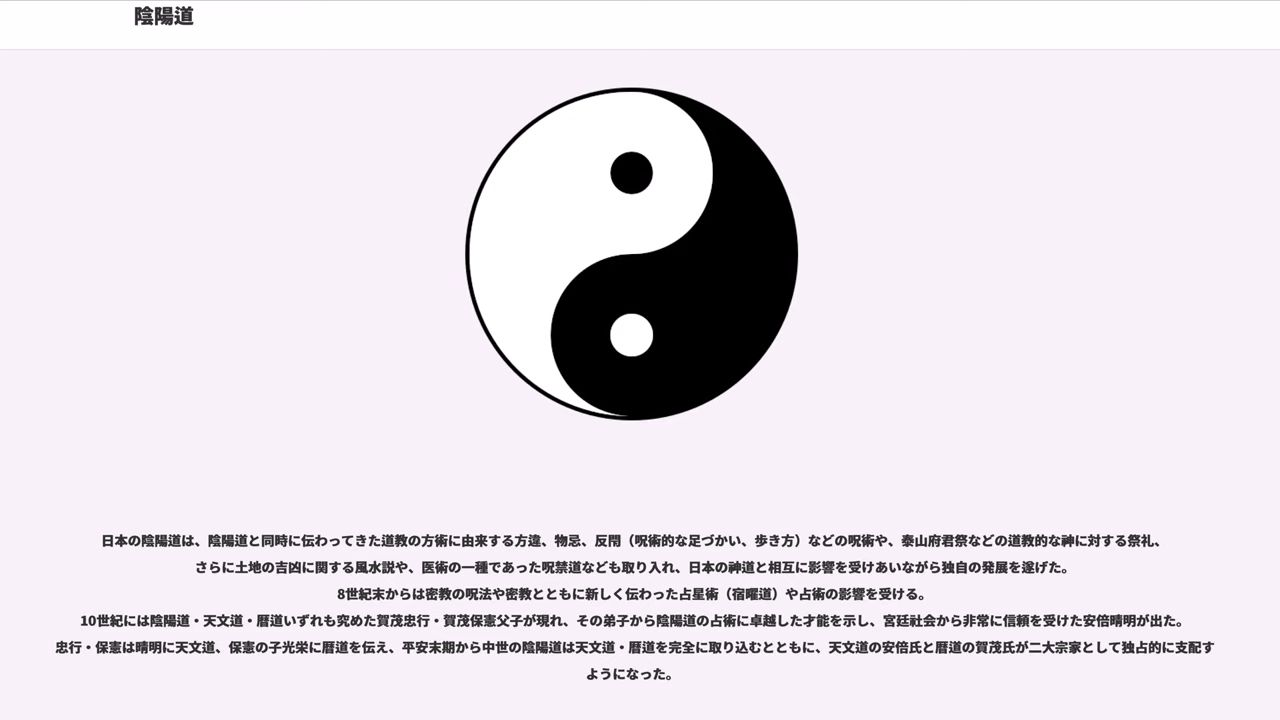 陰陽道
日本の陰陽道は、陰陽道と同時に伝わってきた道教の方術に由来する方違、物忌、反閇（呪術的な足づかい、歩き方）などの呪術や、泰山府君祭などの道教的な神に対する祭礼、
さらに土地の吉凶に関する風水説や、医術の一種であった呪禁道なども取り入れ、日本の神道と相互に影響を受けあいながら独自の発展を遂げた。
8世紀末からは密教の呪法や密教とともに新しく伝わった占星術（宿曜道）や占術の影響を受ける。
10世紀には陰陽道・天文道・暦道いずれも究めた賀茂忠行・賀茂保憲父子が現れ、その弟子から陰陽道の占術に卓越した才能を示し、宮廷社会から非常に信頼を受けた安倍晴明が出た。
忠行・保憲は晴明に天文道、保憲の子光栄に暦道を伝え、平安末期から中世の陰陽道は天文道・暦道を完全に取り込むとともに、天文道の安倍氏と暦道の賀茂氏が二大宗家として独占的に支配す
ようになった。